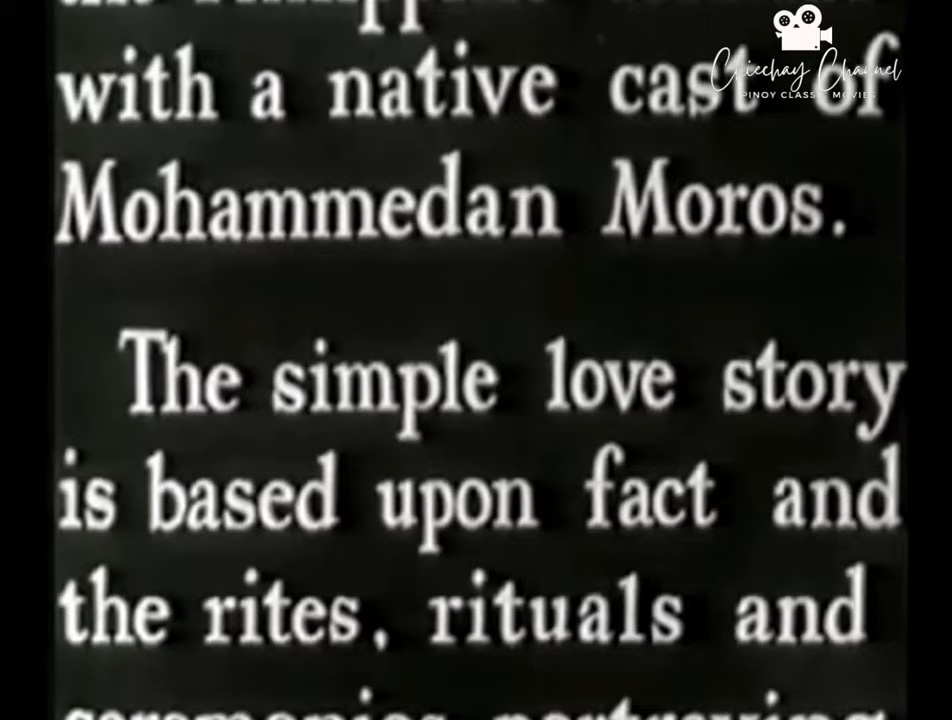 with a native cast of
Mohammedan Moros.
The simple love story
is based upon fact and
the rites, rituals and
Criechay Channel
PINOY CLASSIC MOVIES